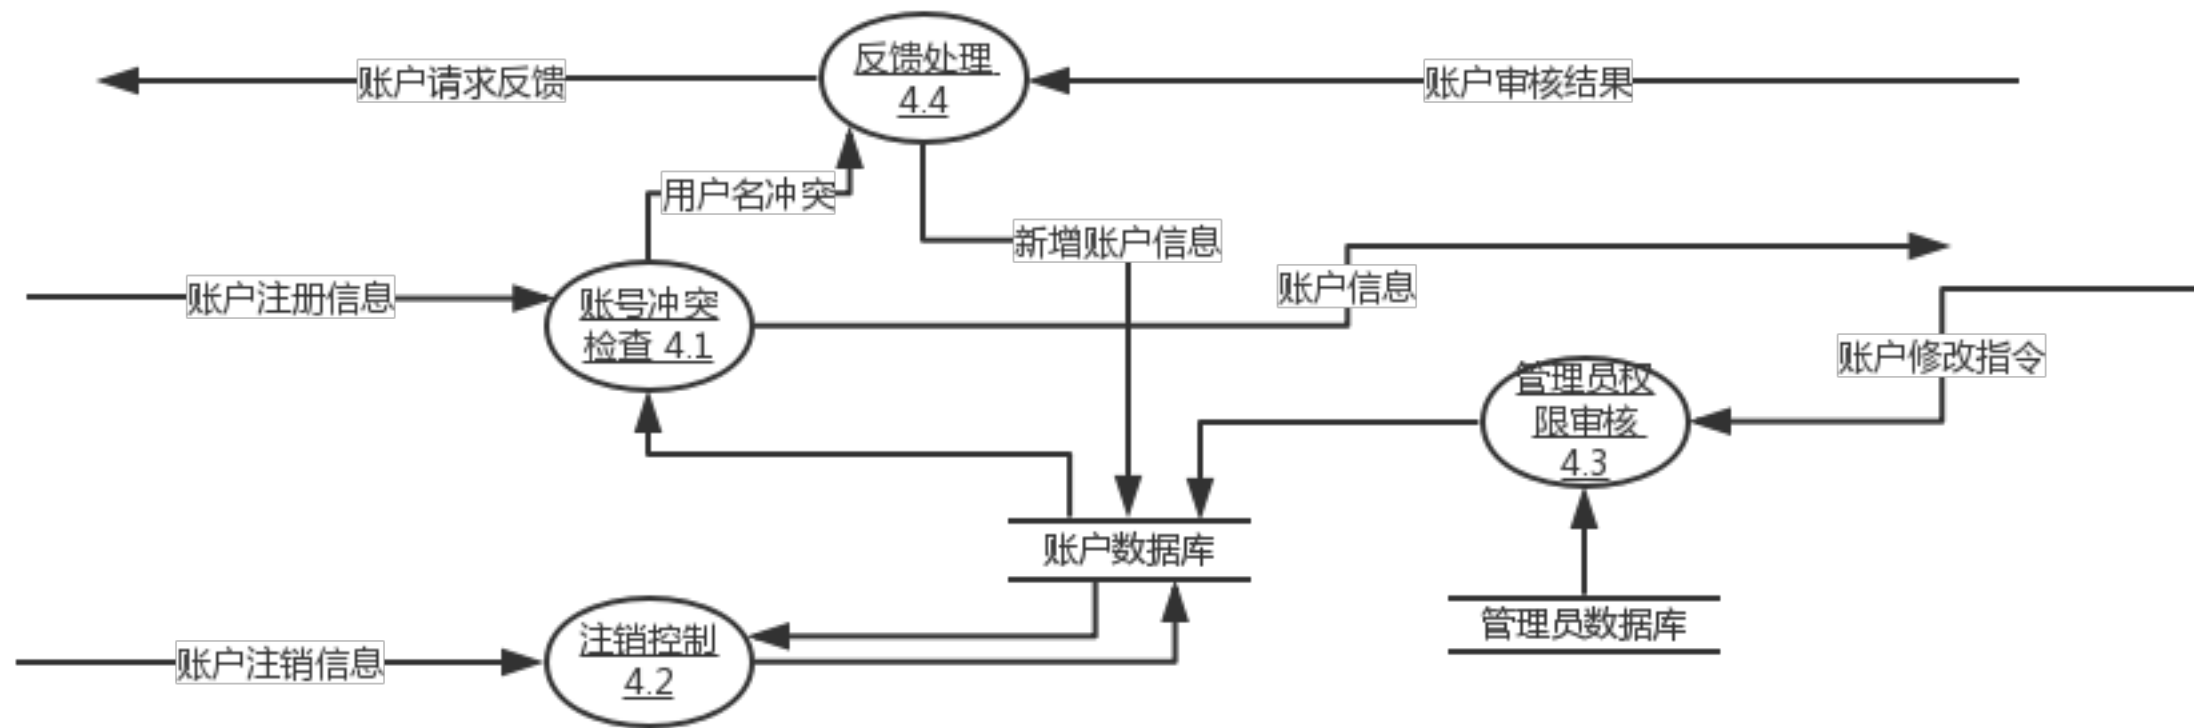 反馈处理
4.4
账户请求反馈
账户审核结果
用户名冲突
新增账户信息
账户信息
账户注册信息
账号冲突
检查 4.1
账户修改指令
管理员权
限审核
4.3
账户数据库
管理员数据库
注销控制
4.2
账户注销信息